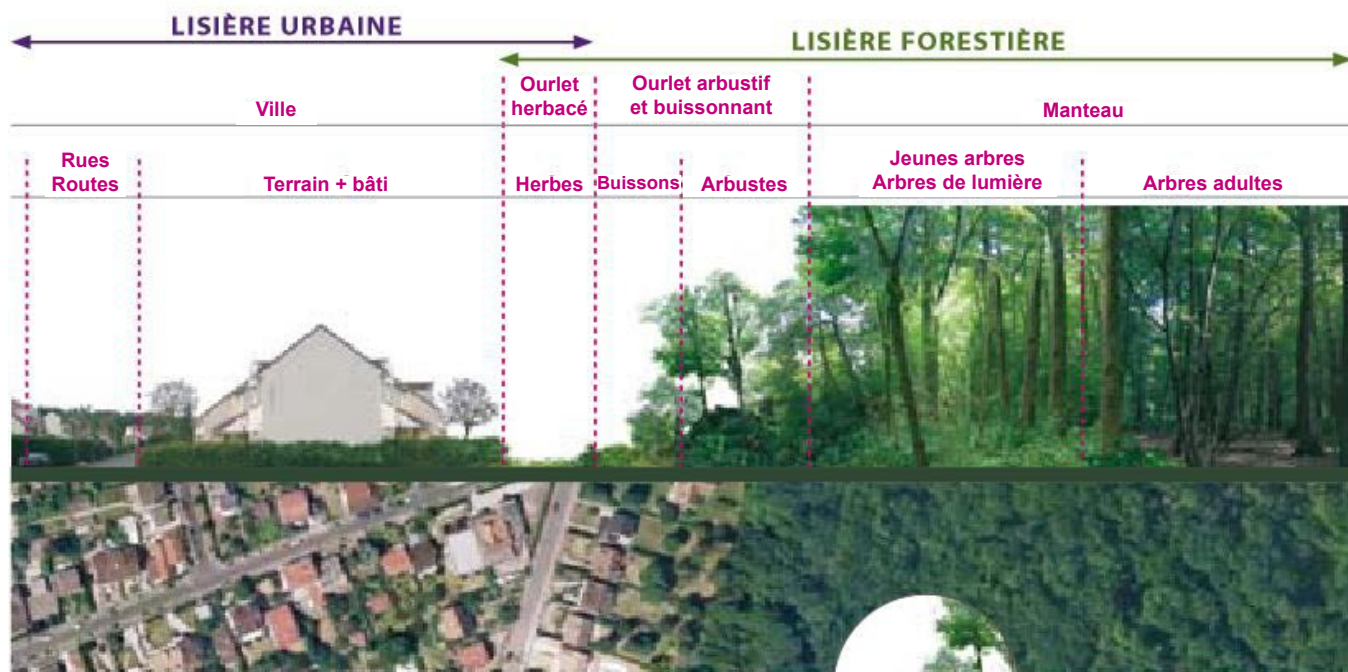 LISIÈRE URBAINE
LISIÈRE FORESTIÈRE
Ville
Ourlet
herbacé
Ourlet arbustif
et buissonnant
Manteau
Rues
Routes
Terrain + bâti
Herbes
Buissons
Arbustes
Jeunes arbres
Arbres de lumière
Arbres adultes